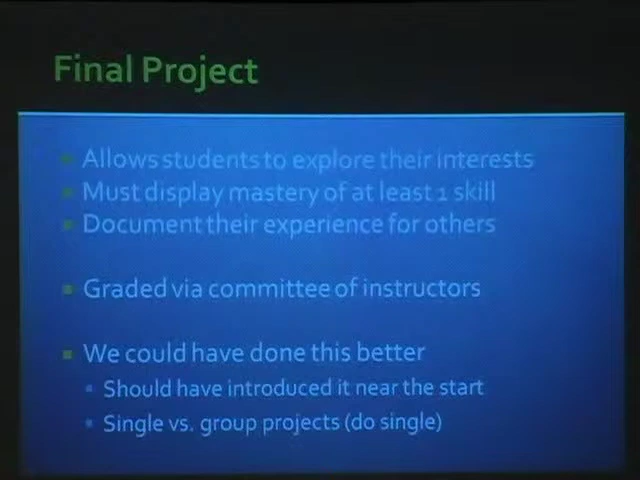 Final Project
Allows students to explore their interests
Must display mastery of at least 1 skill
Document their experience for others
Graded via committee of instructors
We could have done this better
Should have introduced it near the start
Single vs. group projects (do single)